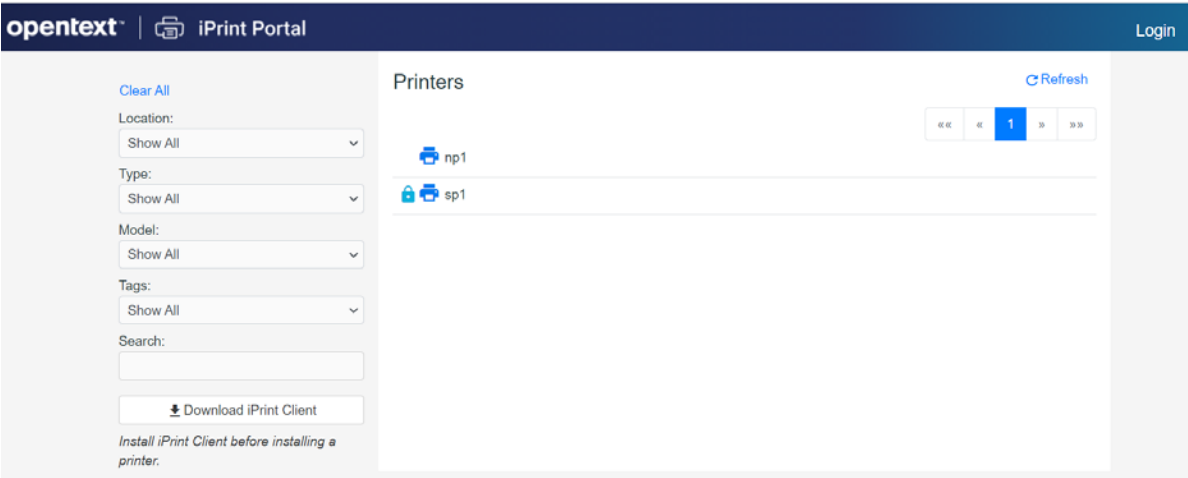 opentext™ | iPrint Portal
Login
Clear All
Location:
Show All
Type:
Show All
Model:
Show All
Tags:
Show All
Search:
Download iPrint Client
Install iPrint Client before installing a
printer.
Printers
Refresh
«« « 1 » »»
np1
sp1